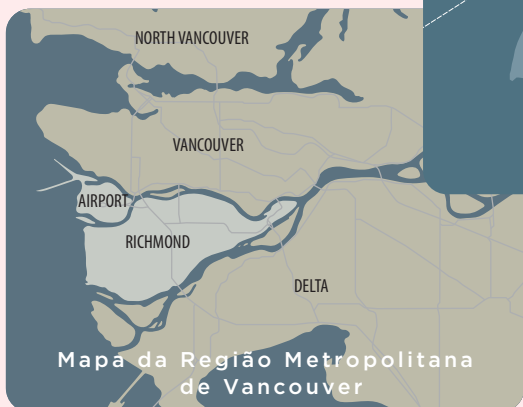 NORTH VANCOUVER
VANCOUVER
AIRPORT
RICHMOND
DELTA
Mapa da Região Metropolitana
de Vancouver